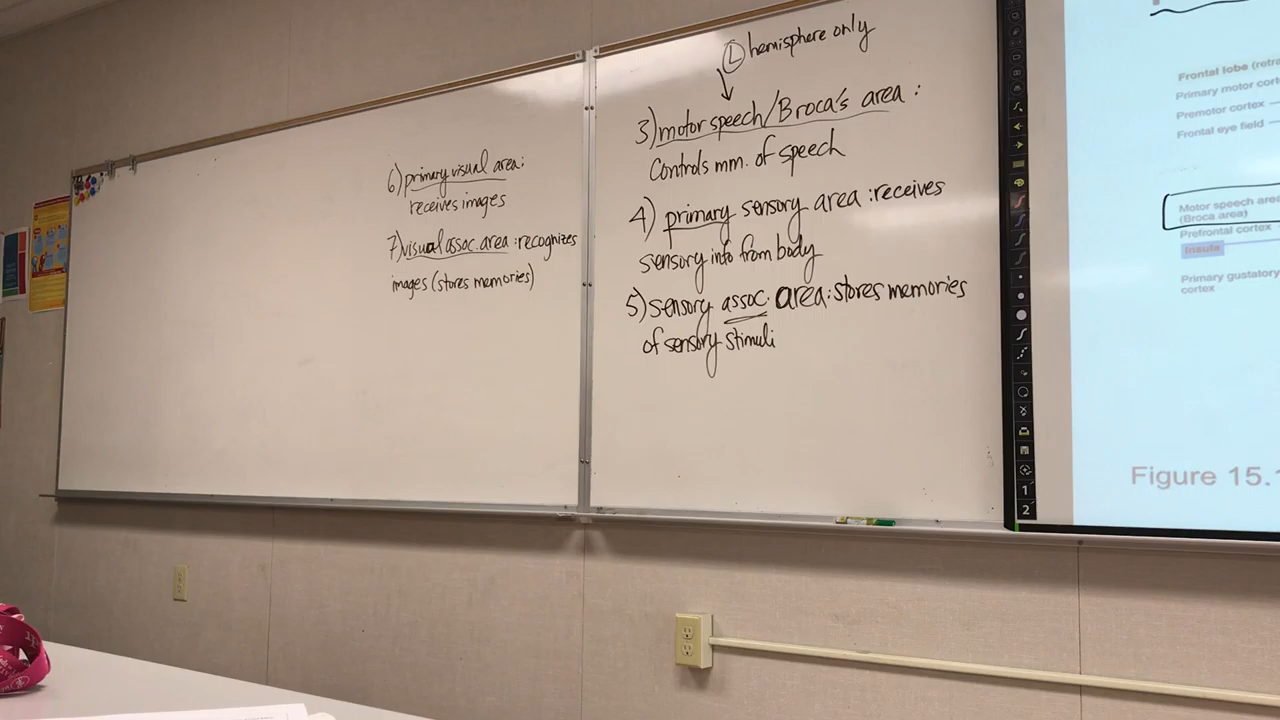 Ⓛ hemisphere only
3) motor speech/Broca's area:
Controls mm. of speech
4) primary sensory area: receives
sensory info from body
5) sensory assoc. area: stores memories
of sensory stimuli
6) primary visual area:
receives images
7) visual assoc. area: recognizes
images (stores memories)
Frontal lobe (retra
Primary motor cort
Premotor cortex
Frontal eye field
Motor speech area
(Broca area)
Prefrontal cortex
Insula
Primary gustatory
cortex
Figure 15.1
1
2